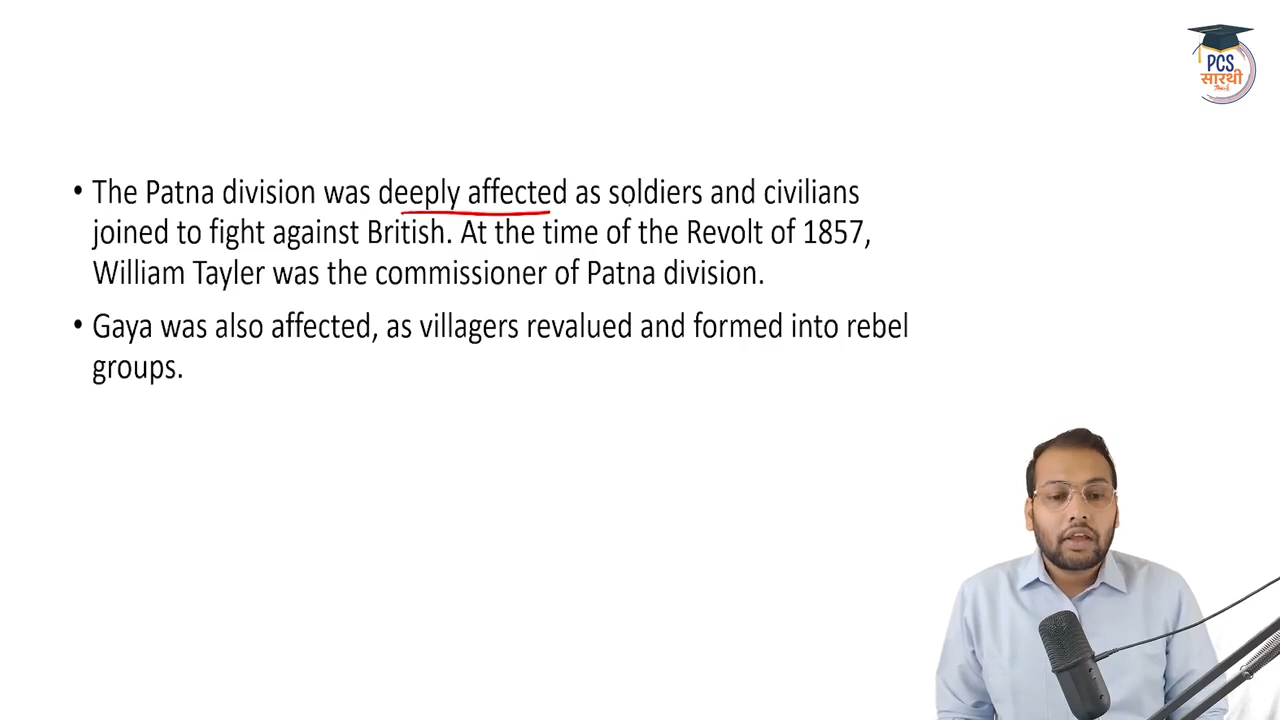 PCS
सारथी
• The Patna division was deeply affected as soldiers and civilians
joined to fight against British. At the time of the Revolt of 1857,
William Tayler was the commissioner of Patna division.
• Gaya was also affected, as villagers revalued and formed into rebel
groups.